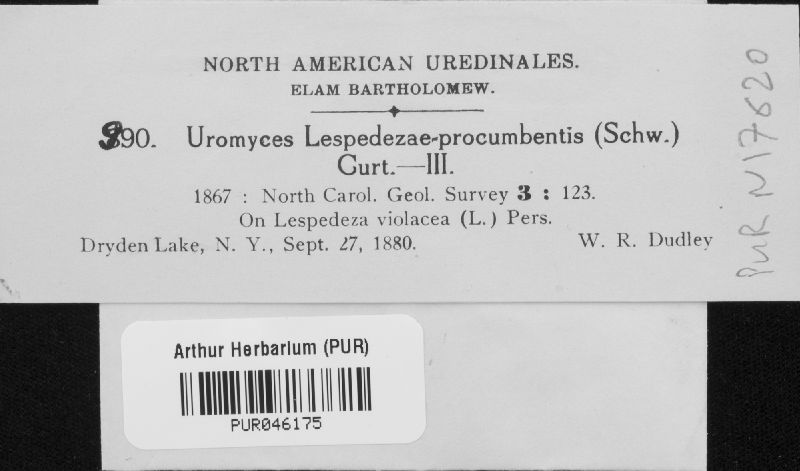 NORTH AMERICAN UREDINALES.
ELAM BARTHOLOMEW.
990. Uromyces Lespedezae-procumbentis (Schw.)
Curt.—III.
1867 : North Carol. Geol. Survey 3 : 123.
On Lespedeza violacea (L.) Pers.
Dryden Lake, N. Y., Sept. 27, 1880. W. R. Dudley
PUR N17620
Arthur Herbarium (PUR)
PUR046175